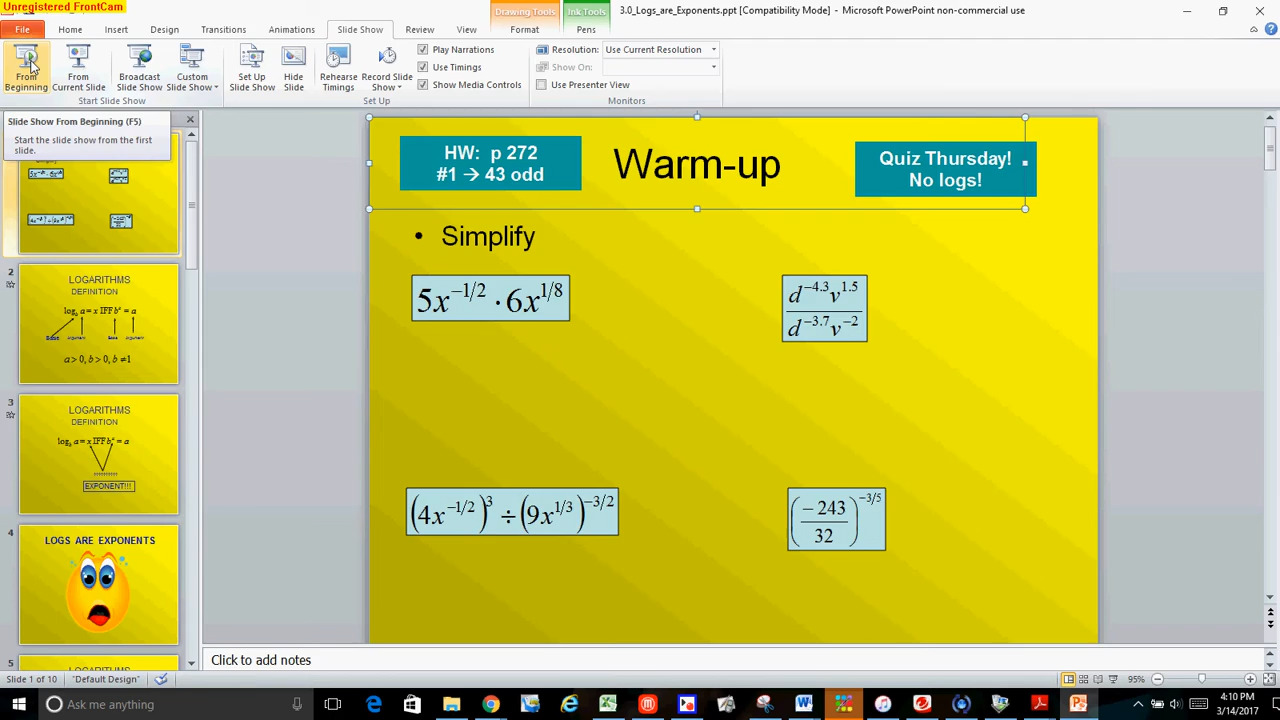 Unregistered FrontCam
Drawing Tools
Ink Tools
3.0_Logs_are_Exponents.ppt [Compatibility Mode] - Microsoft PowerPoint non-commercial use
File
Home
Insert
Design
Transitions
Animations
Slide Show
Review
View
Format
Pens
From Beginning
From Current Slide
Broadcast Slide Show
Custom Slide Show
Set Up Slide Show
Hide Slide
Rehearse Timings
Record Slide Show
Play Narrations
Use Timings
Show Media Controls
Resolution: Use Current Resolution
Show On:
Use Presenter View
Start Slide Show
Set Up
Monitors
Slide Show From Beginning (F5)
Start the slide show from the first
slide.
2
LOGARITHMS
DEFINITION
log_b a = x IFF b^x = a
Base
Argument
Base
Argument
a > 0, b > 0, b ≠ 1
3
LOGARITHMS
DEFINITION
log_b a = x IFF b^x = a
EXPONENT!!!
4
LOGS ARE EXPONENTS
5
HW: p 272
#1 → 43 odd
Warm-up
Quiz Thursday!
No logs!
• Simplify
5x^{-1/2} · 6x^{1/8}
d^{-4.3}v^{1.5}
d^{-3.7}v^{-2}
(4x^{-1/2})^3 ÷ (9x^{1/3})^{-3/2}
(-243/32)^{-3/5}
Click to add notes
Slide 1 of 10
"Default Design"
95%
Ask me anything
4:10 PM
3/14/2017